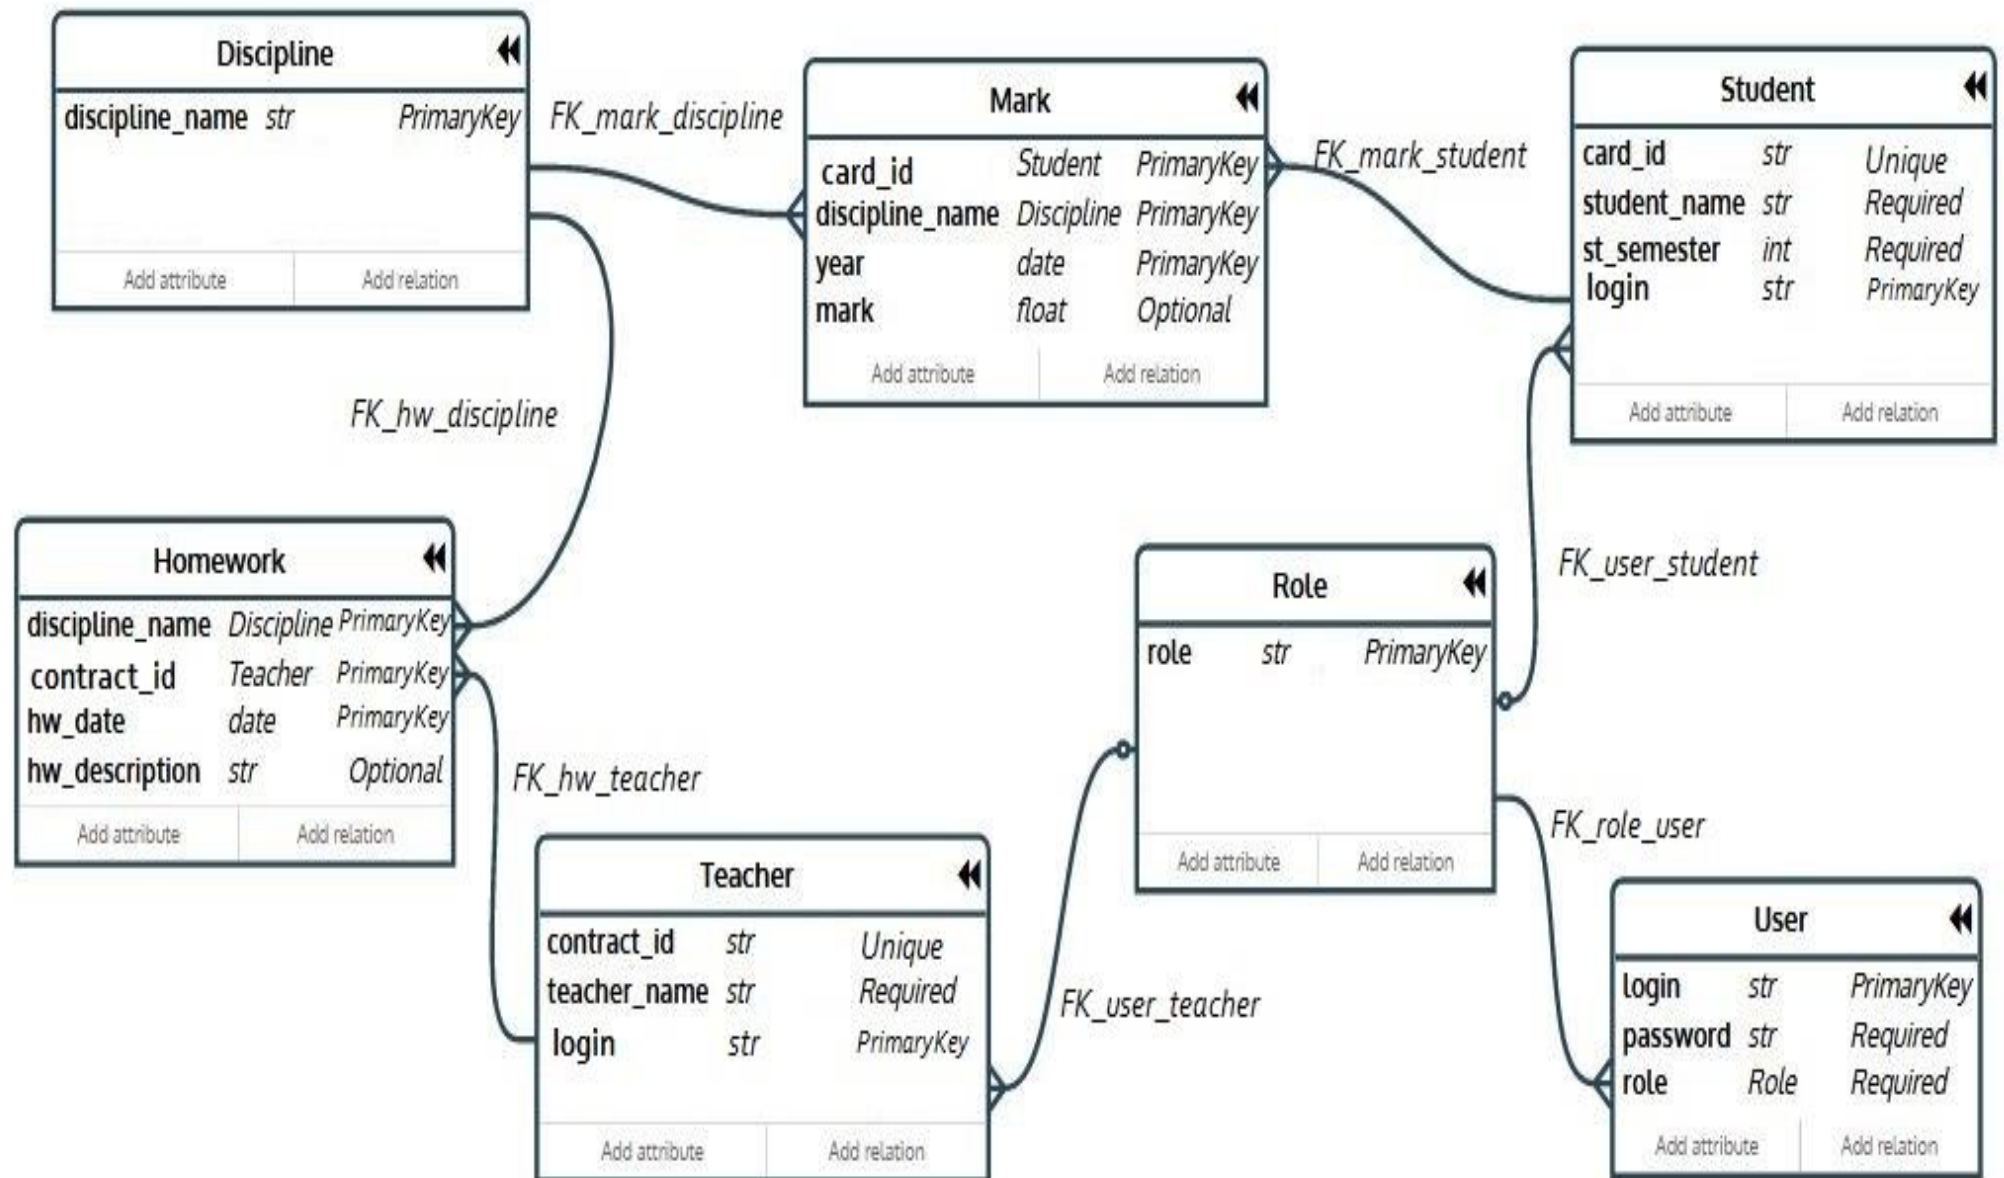 Discipline
discipline_name str PrimaryKey
Add attribute Add relation
FK_mark_discipline
Mark
card_id Student PrimaryKey
discipline_name Discipline PrimaryKey
year date PrimaryKey
mark float Optional
Add attribute Add relation
FK_mark_student
Student
card_id str Unique
student_name str Required
st_semester int Required
login str PrimaryKey
Add attribute Add relation
FK_hw_discipline
Homework
discipline_name Discipline PrimaryKey
contract_id Teacher PrimaryKey
hw_date date PrimaryKey
hw_description str Optional
Add attribute Add relation
FK_hw_teacher
Role
role str PrimaryKey
Add attribute Add relation
FK_user_student
FK_role_user
Teacher
contract_id str Unique
teacher_name str Required
login str PrimaryKey
Add attribute Add relation
FK_user_teacher
User
login str PrimaryKey
password str Required
role Role Required
Add attribute Add relation